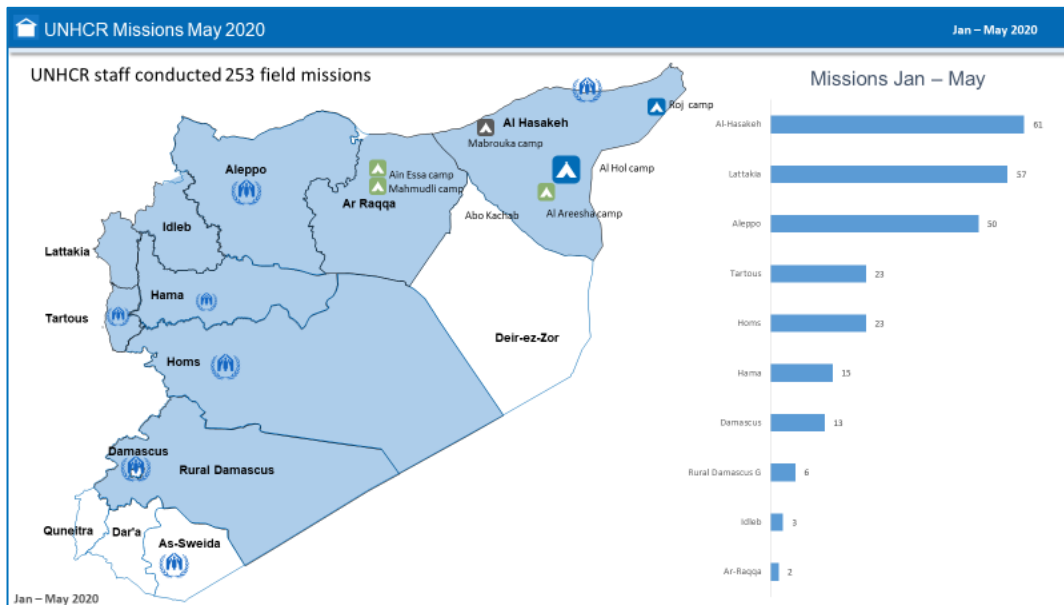 UNHCR Missions May 2020
Jan – May 2020
UNHCR staff conducted 253 field missions
Missions Jan – May
Roj camp
Al Hasakeh
Mabrouka camp
Al Hol camp
Ain Essa camp
Mahmudli camp
Aleppo
Ar Raqqa
Abo Kachab
Al Areesha camp
Idleb
Lattakia
Hama
Tartous
Deir-ez-Zor
Homs
Damascus
Rural Damascus
Quneitra
Dar'a
As-Sweida
Jan – May 2020
Al-Hasakeh 61
Lattakia 57
Aleppo 50
Tartous 23
Homs 23
Hama 15
Damascus 13
Rural Damascus G 6
Idleb 3
Ar-Raqqa 2